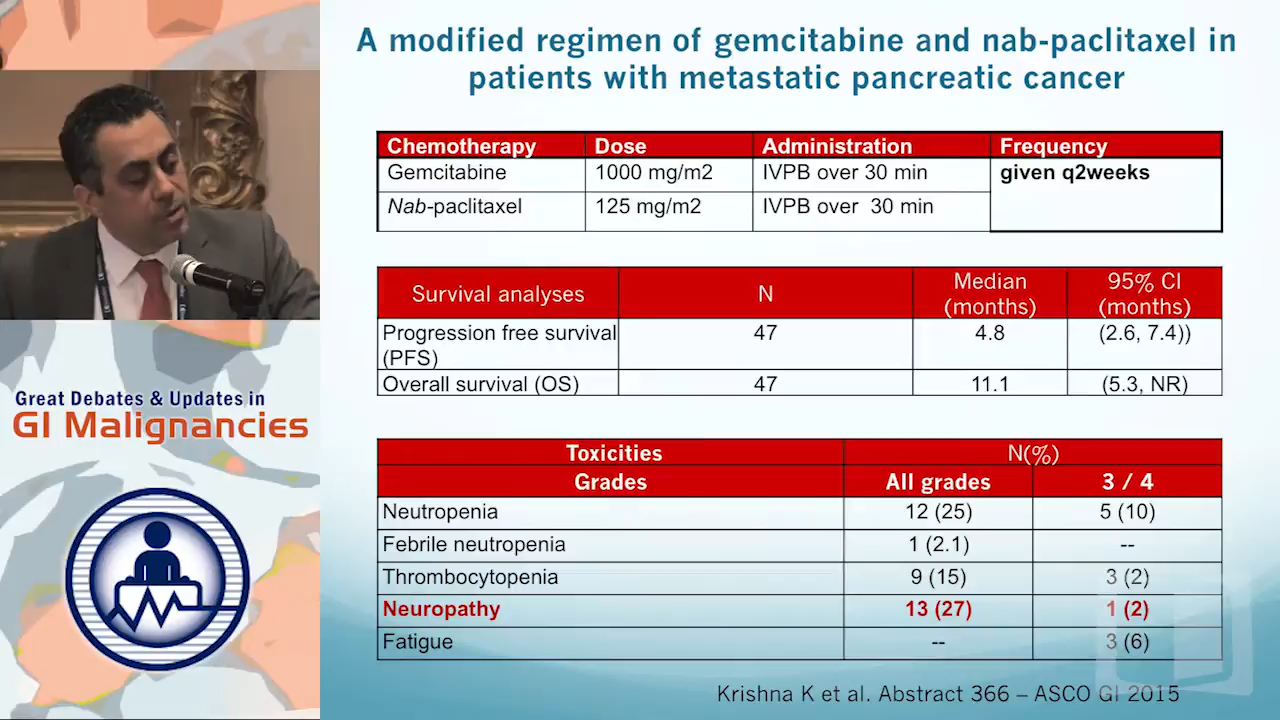 A modified regimen of gemcitabine and nab-paclitaxel in
patients with metastatic pancreatic cancer
Chemotherapy Dose Administration Frequency
Gemcitabine 1000 mg/m2 IVPB over 30 min given q2weeks
Nab-paclitaxel 125 mg/m2 IVPB over 30 min
Survival analyses N Median (months) 95% CI (months)
Progression free survival (PFS) 47 4.8 (2.6, 7.4))
Overall survival (OS) 47 11.1 (5.3, NR)
Toxicities N(%)
Grades All grades 3 / 4
Neutropenia 12 (25) 5 (10)
Febrile neutropenia 1 (2.1) --
Thrombocytopenia 9 (15) 3 (2)
Neuropathy 13 (27) 1 (2)
Fatigue -- 3 (6)
Krishna K et al. Abstract 366 – ASCO GI 2015
Great Debates & Updates in
GI Malignancies